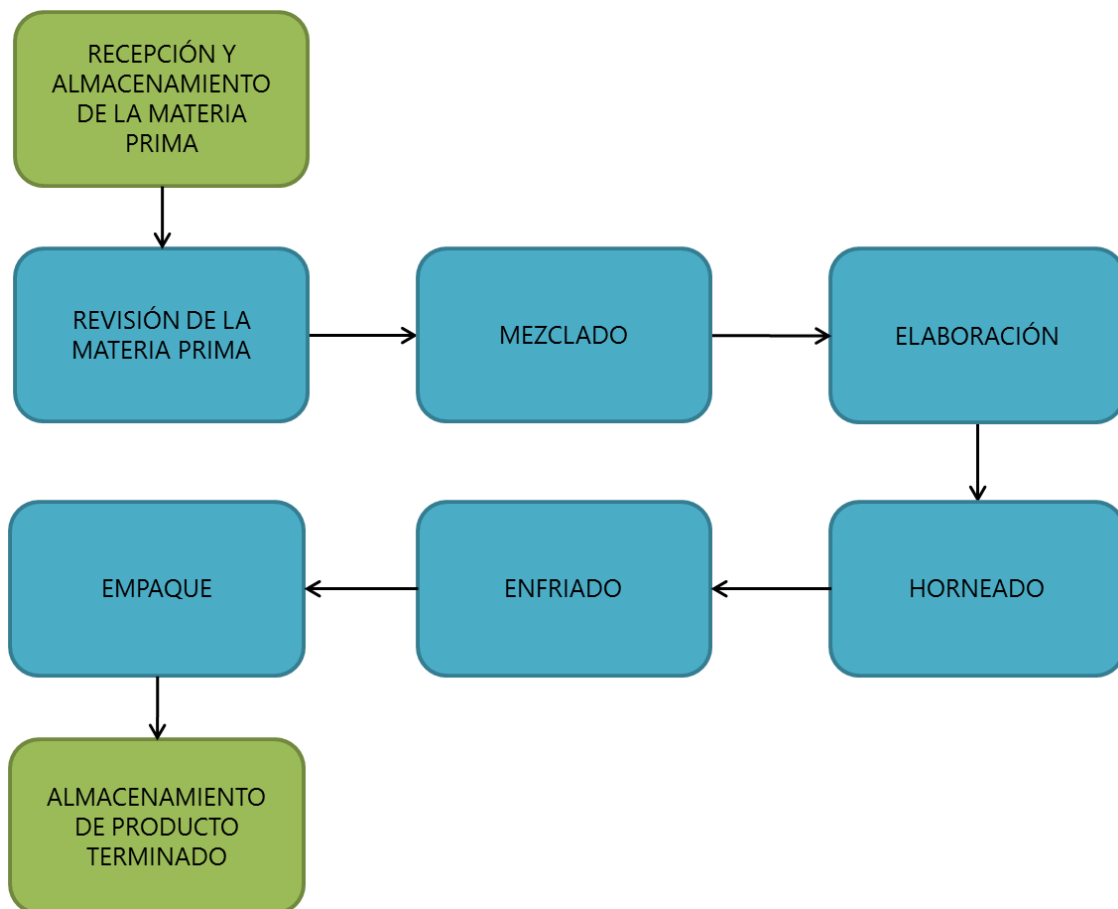 RECEPCIÓN Y
ALMACENAMIENTO
DE LA MATERIA
PRIMA
REVISIÓN DE LA
MATERIA PRIMA
MEZCLADO
ELABORACIÓN
HORNEADO
ENFRIADO
EMPAQUE
ALMACENAMIENTO
DE PRODUCTO
TERMINADO